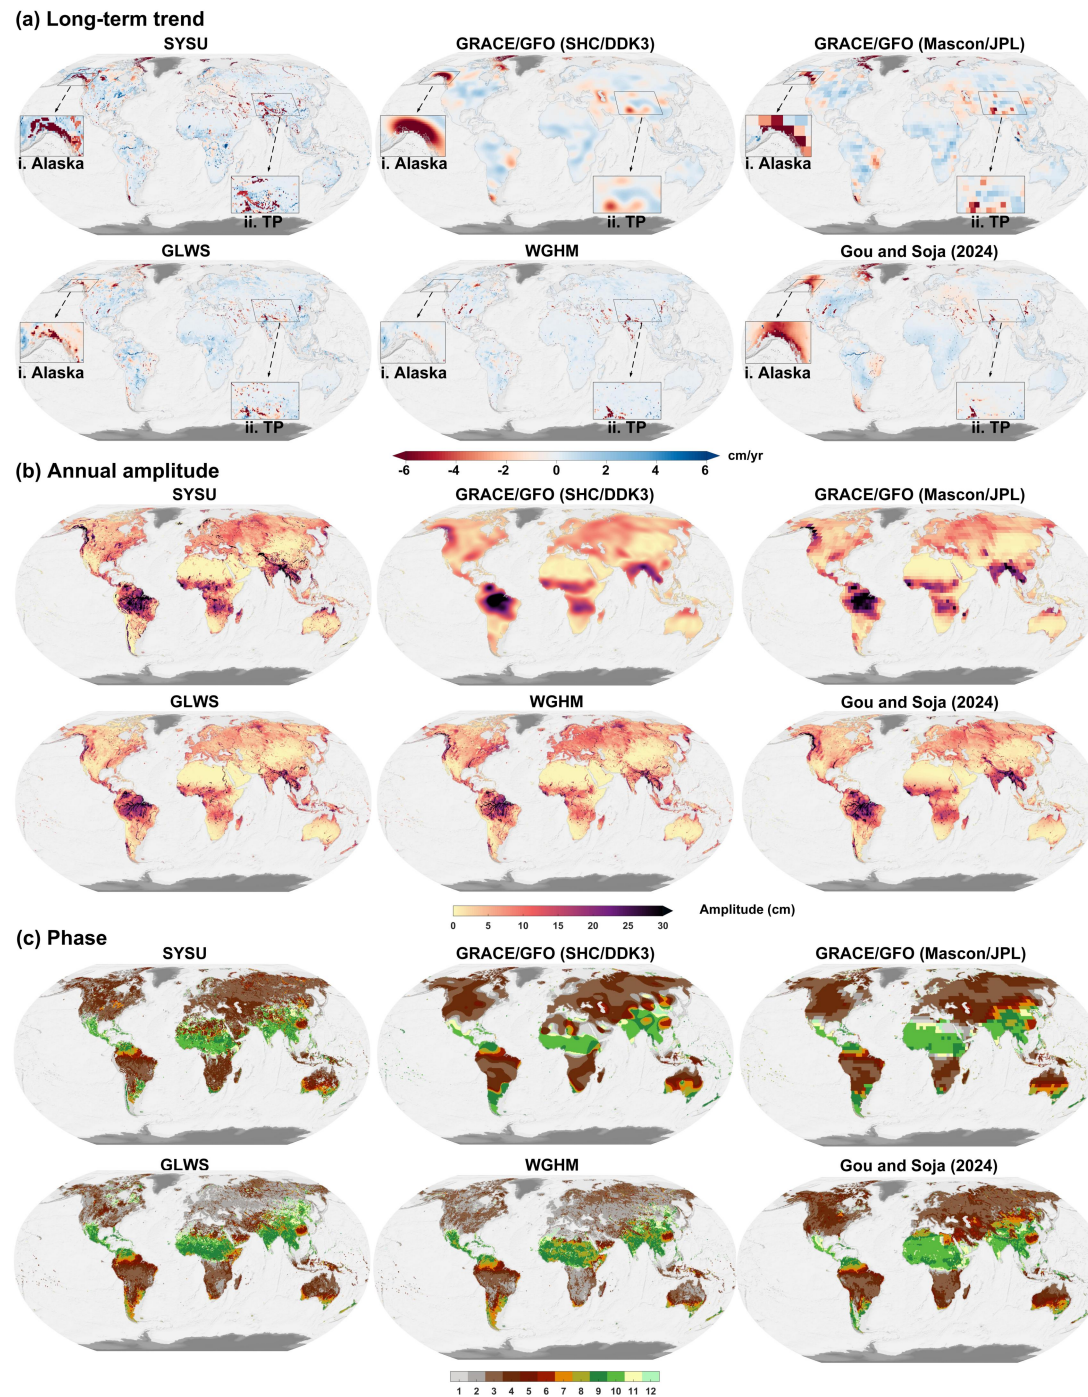 (a) Long-term trend
SYSU GRACE/GFO (SHC/DDK3) GRACE/GFO (Mascon/JPL)
i. Alaska i. Alaska i. Alaska
ii. TP ii. TP ii. TP
GLWS WGHM Gou and Soja (2024)
i. Alaska i. Alaska i. Alaska
ii. TP ii. TP ii. TP
-6 -4 -2 0 2 4 6 cm/yr
(b) Annual amplitude
SYSU GRACE/GFO (SHC/DDK3) GRACE/GFO (Mascon/JPL)
GLWS WGHM Gou and Soja (2024)
Amplitude (cm)
0 5 10 15 20 25 30
(c) Phase
SYSU GRACE/GFO (SHC/DDK3) GRACE/GFO (Mascon/JPL)
GLWS WGHM Gou and Soja (2024)
1 2 3 4 5 6 7 8 9 10 11 12